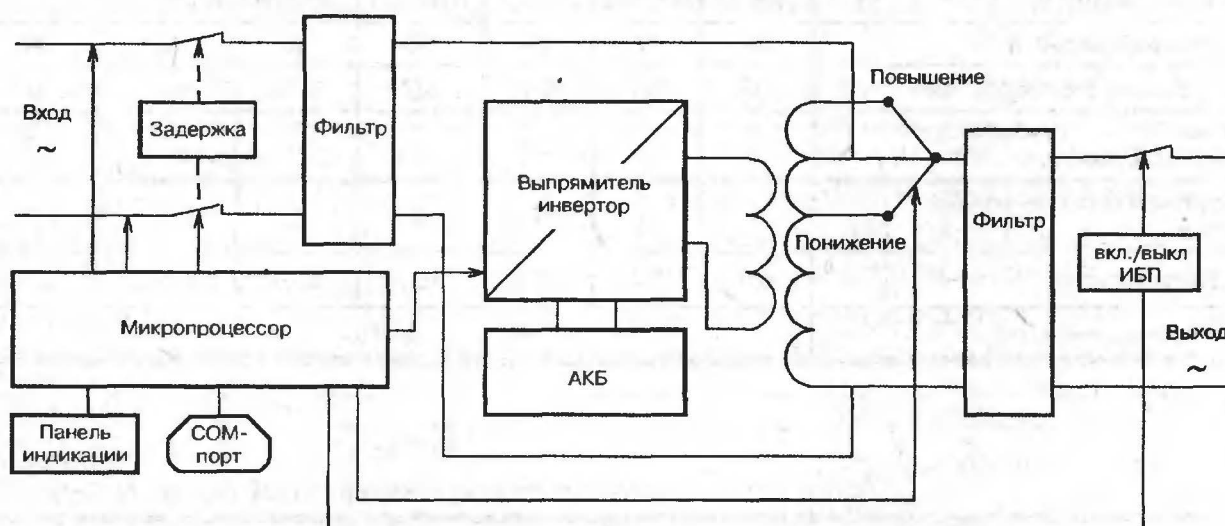 Вход
~
Задержка
Фильтр
Выпрямитель
инвертор
Повышение
Понижение
Фильтр
вкл./выкл
ИБП
Выход
~
Микропроцессор
АКБ
Панель
индикации
COM-
порт